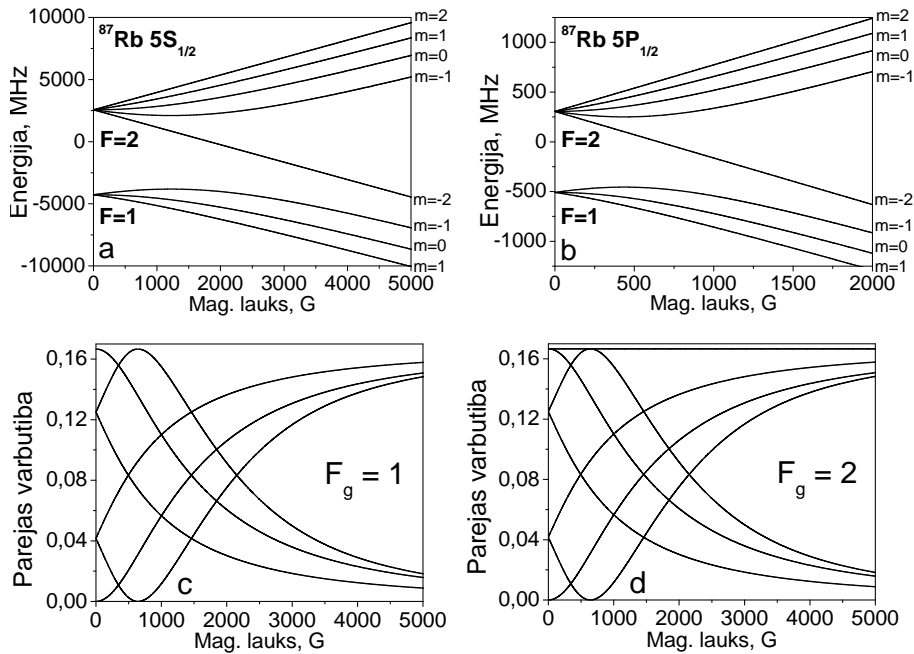 ⁸⁷Rb 5S₁/₂
Energija, MHz
10000
5000
0
-5000
-10000
m=2
m=1
m=0
m=-1
F=2
F=1
m=-2
m=-1
m=0
m=1
a
0 1000 2000 3000 4000 5000
Mag. lauks, G
⁸⁷Rb 5P₁/₂
Energija, MHz
1000
500
0
-500
-1000
m=2
m=1
m=0
m=-1
F=2
F=1
m=-2
m=-1
m=0
m=1
b
0 500 1000 1500 2000
Mag. lauks, G
Parejas varbutiba
0,16
0,12
0,08
0,04
0,00
F_g = 1
c
0 1000 2000 3000 4000 5000
Mag. lauks, G
Parejas varbutiba
0,16
0,12
0,08
0,04
0,00
F_g = 2
d
0 1000 2000 3000 4000 5000
Mag. lauks, G